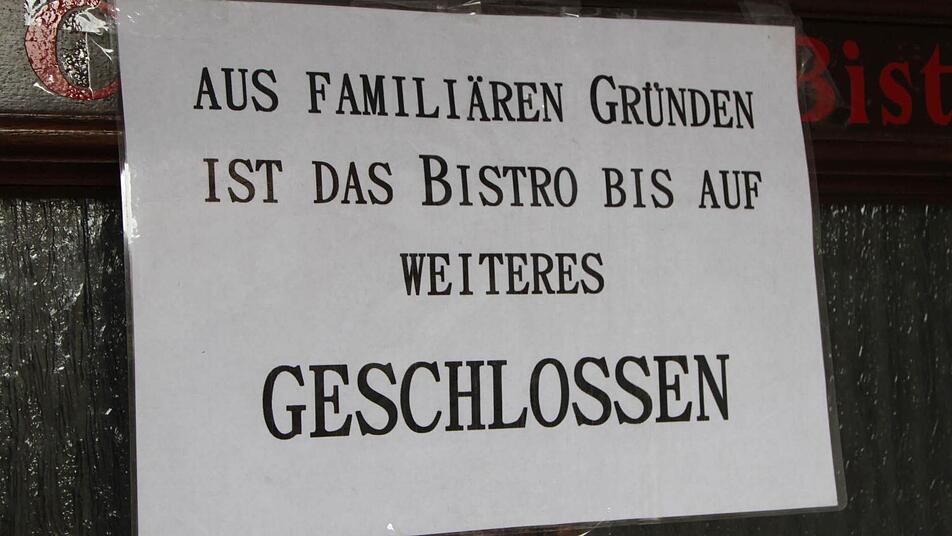 AUS FAMILIÄREN GRÜNDEN
IST DAS BISTRO BIS AUF
WEITERES
GESCHLOSSEN